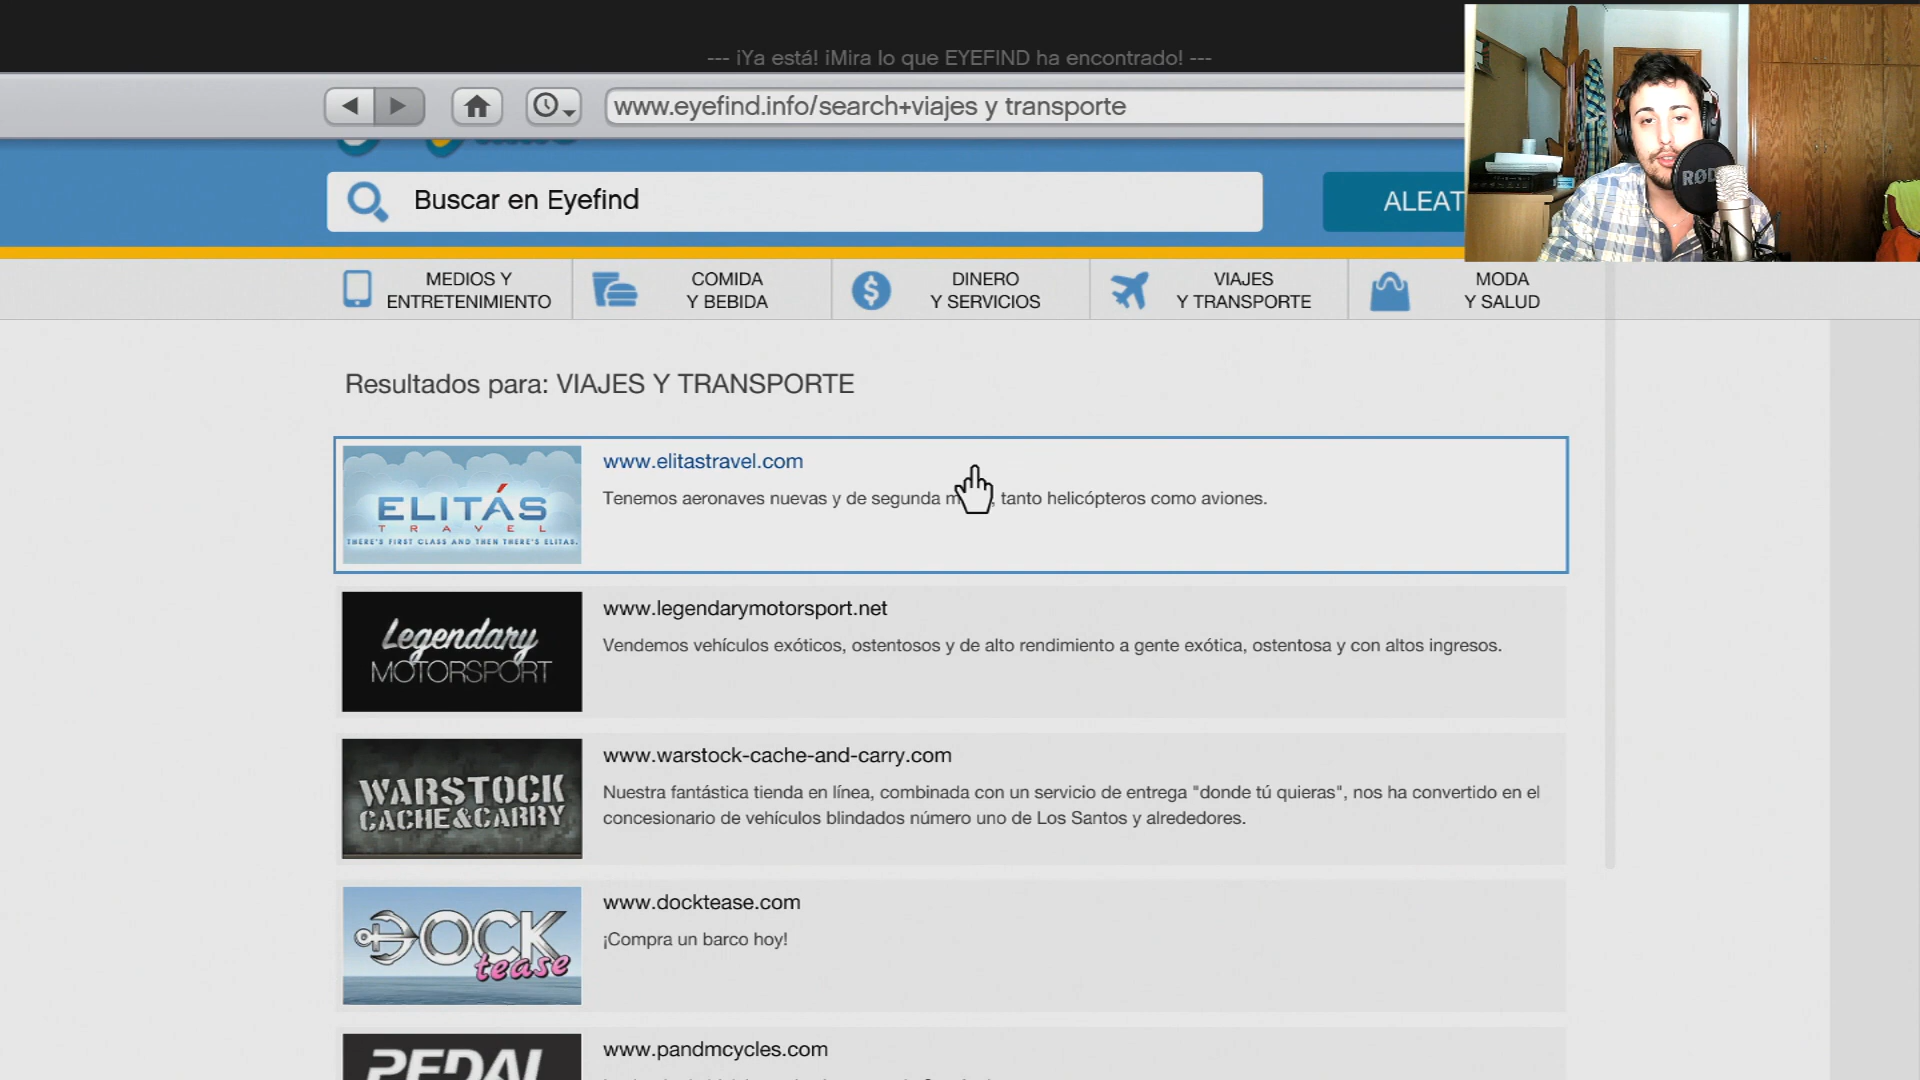 --- ¡Ya está! ¡Mira lo que EYEFIND ha encontrado! ---
www.eyefind.info/search+viajes y transporte
Buscar en Eyefind
ALEAT
RØD
MEDIOS Y
ENTRETENIMIENTO
COMIDA
Y BEBIDA
DINERO
Y SERVICIOS
VIAJES
Y TRANSPORTE
MODA
Y SALUD
Resultados para: VIAJES Y TRANSPORTE
ELITÁS
TRAVEL
THERE'S FIRST CLASS AND THEN THERE'S ELITAS.
www.elitastravel.com
Tenemos aeronaves nuevas y de segunda m , tanto helicópteros como aviones.
Legendary
MOTORSPORT
www.legendarymotorsport.net
Vendemos vehículos exóticos, ostentosos y de alto rendimiento a gente exótica, ostentosa y con altos ingresos.
WARSTOCK
CACHE&CARRY
www.warstock-cache-and-carry.com
Nuestra fantástica tienda en línea, combinada con un servicio de entrega "donde tú quieras", nos ha convertido en el
concesionario de vehículos blindados número uno de Los Santos y alrededores.
DOCK
tease
www.docktease.com
¡Compra un barco hoy!
PEDAL
www.pandmcycles.com